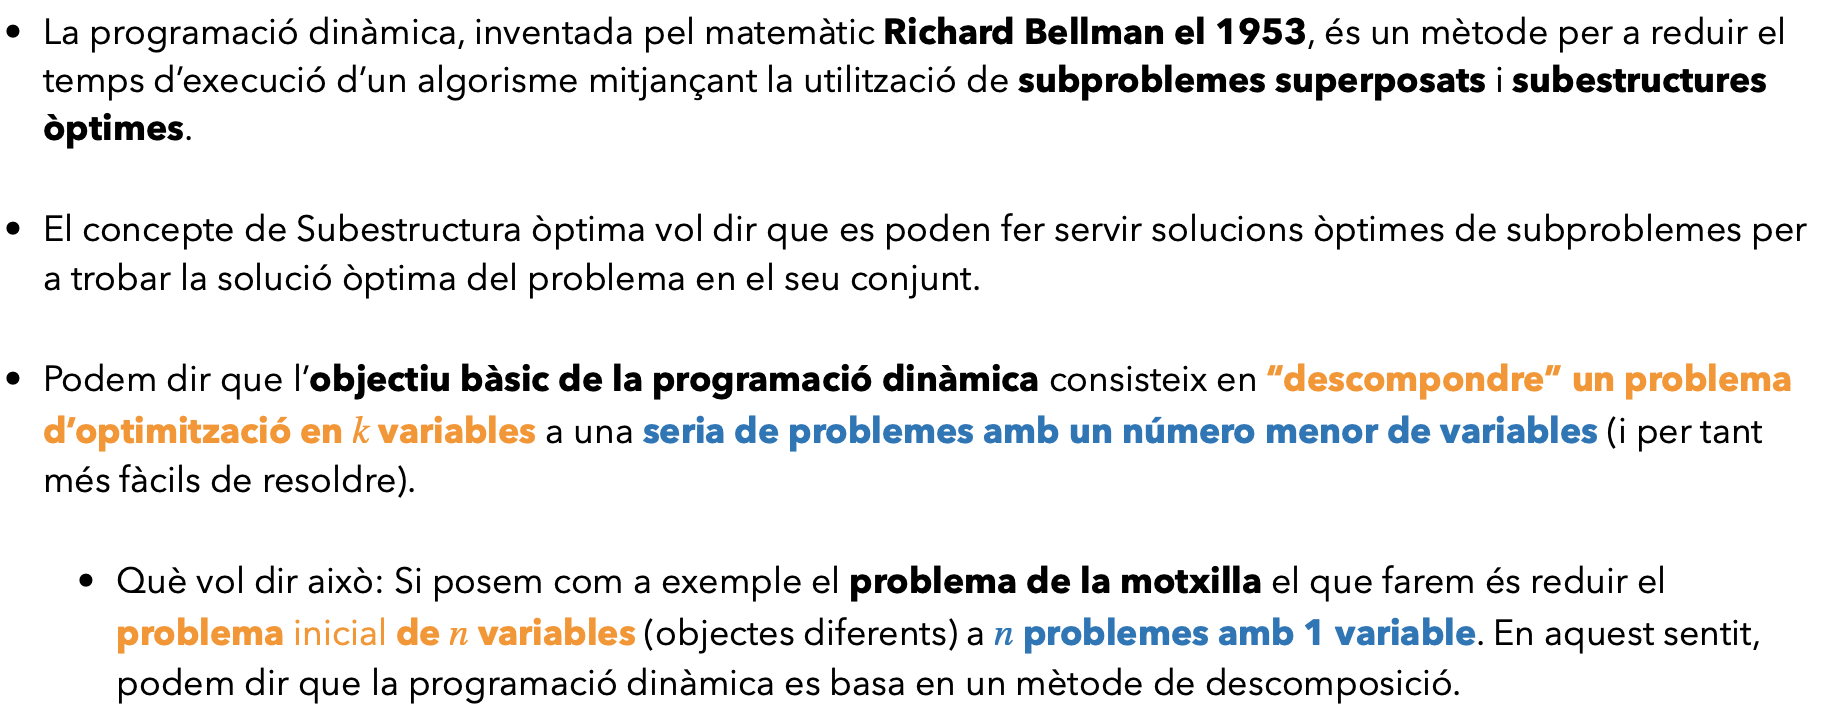 • La programació dinàmica, inventada pel matemàtic Richard Bellman el 1953, és un mètode per a reduir el
temps d’execució d’un algorisme mitjançant la utilització de subproblemes superposats i subestructures
òptimes.
• El concepte de Subestructura òptima vol dir que es poden fer servir solucions òptimes de subproblemes per
a trobar la solució òptima del problema en el seu conjunt.
• Podem dir que l’objectiu bàsic de la programació dinàmica consisteix en “descompondre” un problema
d’optimització en k variables a una seria de problemes amb un número menor de variables (i per tant
més fàcils de resoldre).
• Què vol dir això: Si posem com a exemple el problema de la motxilla el que farem és reduir el
problema inicial de n variables (objectes diferents) a n problemes amb 1 variable. En aquest sentit,
podem dir que la programació dinàmica es basa en un mètode de descomposició.